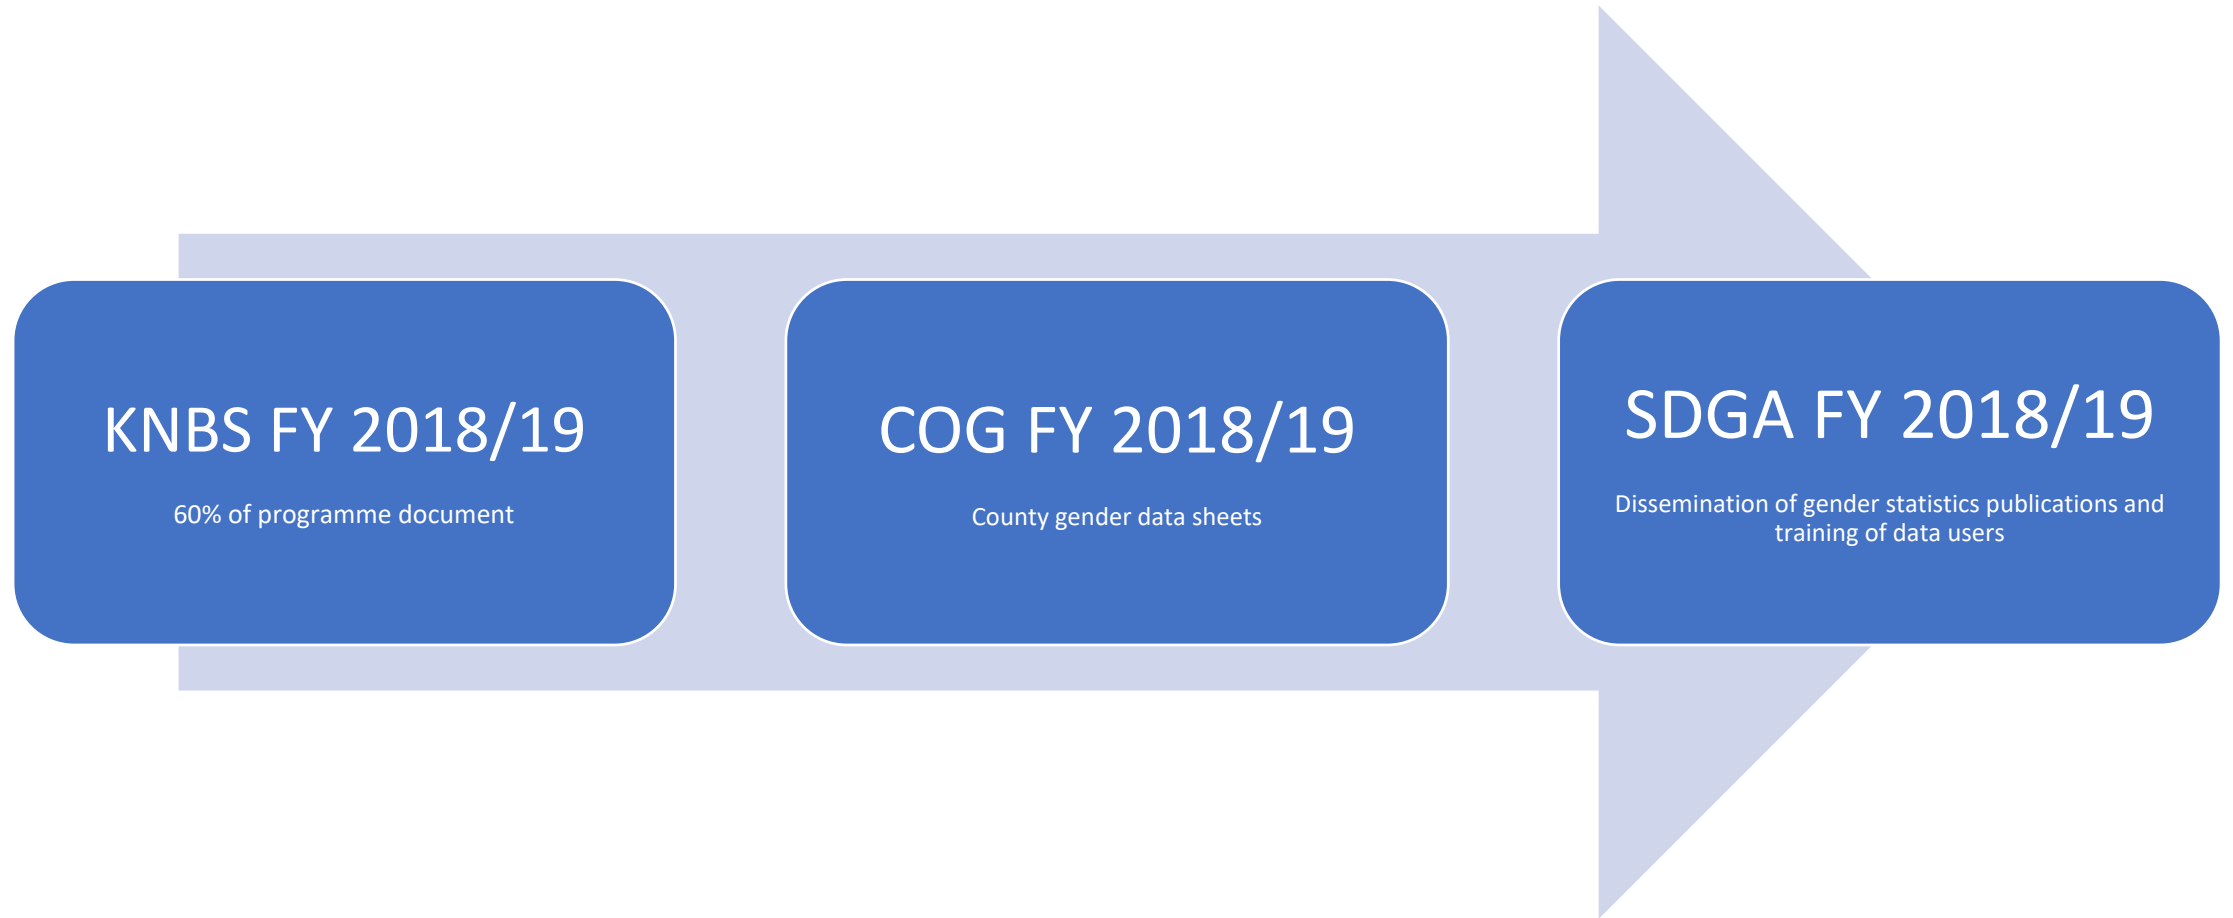 KNBS FY 2018/19
60% of programme document
COG FY 2018/19
County gender data sheets
SDGA FY 2018/19
Dissemination of gender statistics publications and
training of data users